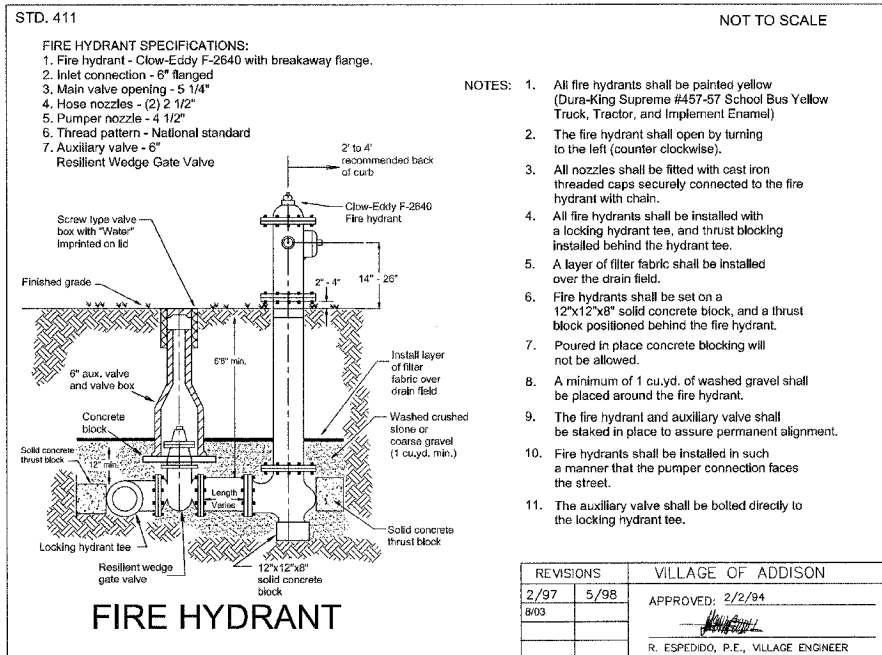 STD. 411
NOT TO SCALE
FIRE HYDRANT SPECIFICATIONS:
1. Fire hydrant - Clow-Eddy F-2640 with breakaway flange.
2. Inlet connection - 6" flanged
3. Main valve opening - 5 1/4"
4. Hose nozzles - (2) 2 1/2"
5. Pumper nozzle - 4 1/2"
6. Thread pattern - National standard
7. Auxiliary valve - 6"
Resilient Wedge Gate Valve
2' to 4'
recommended back
of curb
Clow-Eddy F-2640
Fire hydrant
Screw type valve
box with "Water"
imprinted on lid
Finished grade
2" - 4"
14" - 26"
6'6" min.
6" aux. valve
and valve box
Install layer
of filter
fabric over
drain field
Concrete
block
Washed crushed
stone or
coarse gravel
(1 cu.yd. min.)
Solid concrete
thrust block
12" min.
Length
Varies
Solid concrete
thrust block
Locking hydrant tee
Resilient wedge
gate valve
12"x12"x8"
solid concrete
block
FIRE HYDRANT
NOTES: 1. All fire hydrants shall be painted yellow
(Dura-King Supreme #457-57 School Bus Yellow
Truck, Tractor, and Implement Enamel)
2. The fire hydrant shall open by turning
to the left (counter clockwise).
3. All nozzles shall be fitted with cast iron
threaded caps securely connected to the fire
hydrant with chain.
4. All fire hydrants shall be installed with
a locking hydrant tee, and thrust blocking
installed behind the hydrant tee.
5. A layer of filter fabric shall be installed
over the drain field.
6. Fire hydrants shall be set on a
12"x12"x8" solid concrete block, and a thrust
block positioned behind the fire hydrant.
7. Poured in place concrete blocking will
not be allowed.
8. A minimum of 1 cu.yd. of washed gravel shall
be placed around the fire hydrant.
9. The fire hydrant and auxiliary valve shall
be staked in place to assure permanent alignment.
10. Fire hydrants shall be installed in such
a manner that the pumper connection faces
the street.
11. The auxiliary valve shall be bolted directly to
the locking hydrant tee.
REVISIONS
2/97 5/98
8/03
VILLAGE OF ADDISON
APPROVED: 2/2/94
R. ESPEDIDO, P.E., VILLAGE ENGINEER